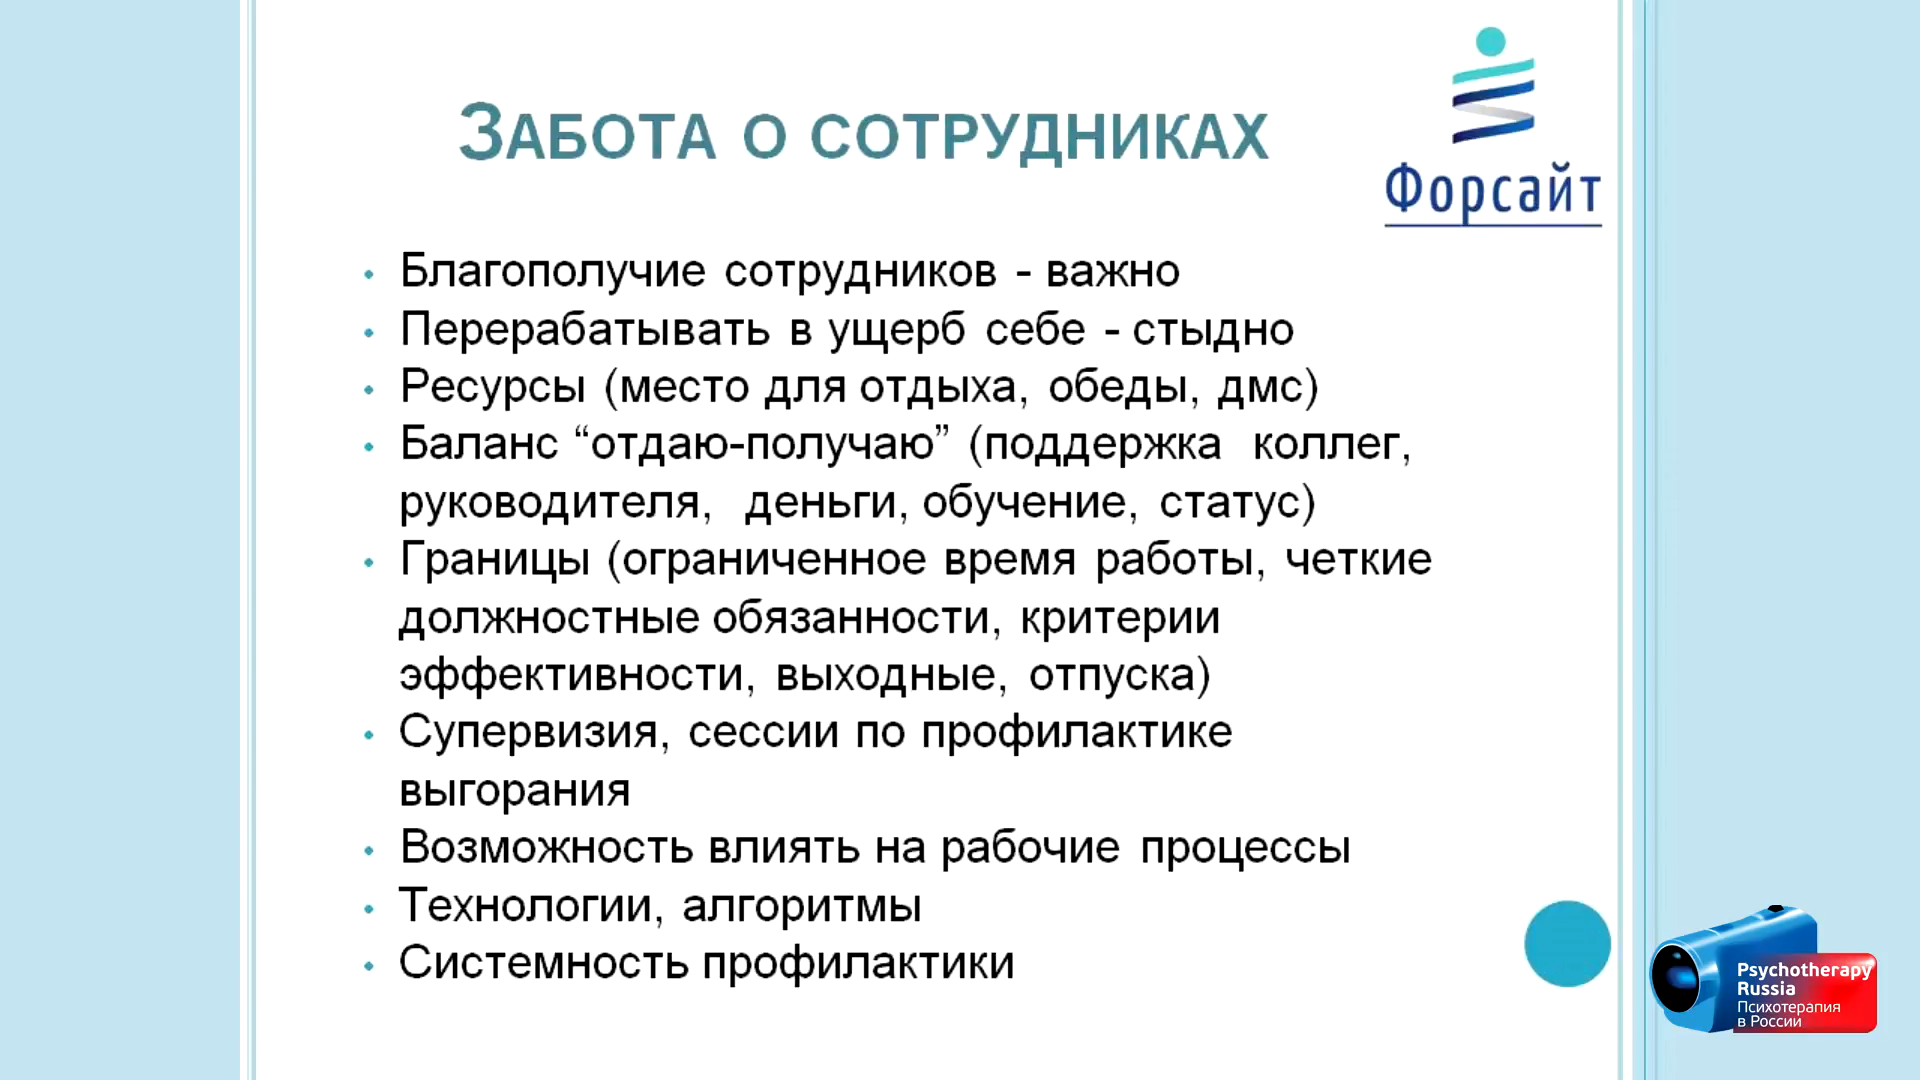 Забота о сотрудниках
Форсайт
• Благополучие сотрудников - важно
• Перерабатывать в ущерб себе - стыдно
• Ресурсы (место для отдыха, обеды, дмс)
• Баланс “отдаю-получаю” (поддержка коллег,
руководителя, деньги, обучение, статус)
• Границы (ограниченное время работы, четкие
должностные обязанности, критерии
эффективности, выходные, отпуска)
• Супервизия, сессии по профилактике
выгорания
• Возможность влиять на рабочие процессы
• Технологии, алгоритмы
• Системность профилактики
Psychotherapy
Russia
Психотерапия
в России